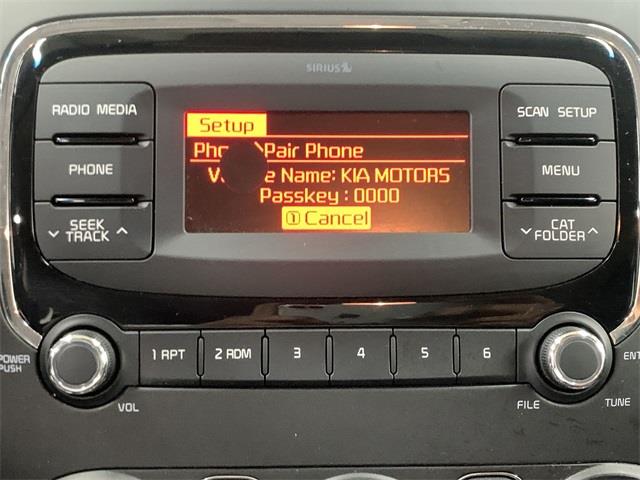 SIRIUS
RADIO MEDIA
PHONE
SEEK
TRACK
Setup
Pair Phone
Name: KIA MOTORS
Passkey : 0000
① Cancel
SCAN SETUP
MENU
CAT
FOLDER
POWER
PUSH
VOL
1 RPT
2 RDM
3
4
5
6
FILE
TUNE